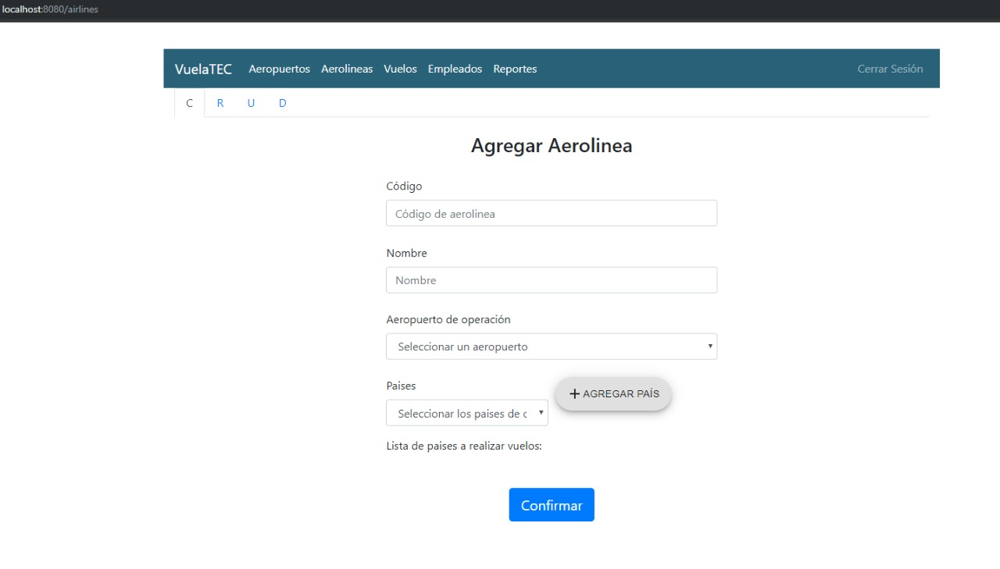 localhost:8080/airlines
VuelaTEC Aeropuertos Aerolineas Vuelos Empleados Reportes Cerrar Sesión
C R U D
Agregar Aerolinea
Código
Código de aerolinea
Nombre
Nombre
Aeropuerto de operación
Seleccionar un aeropuerto
Paises
AGREGAR PAÍS
Seleccionar los paises de
Lista de paises a realizar vuelos:
Confirmar